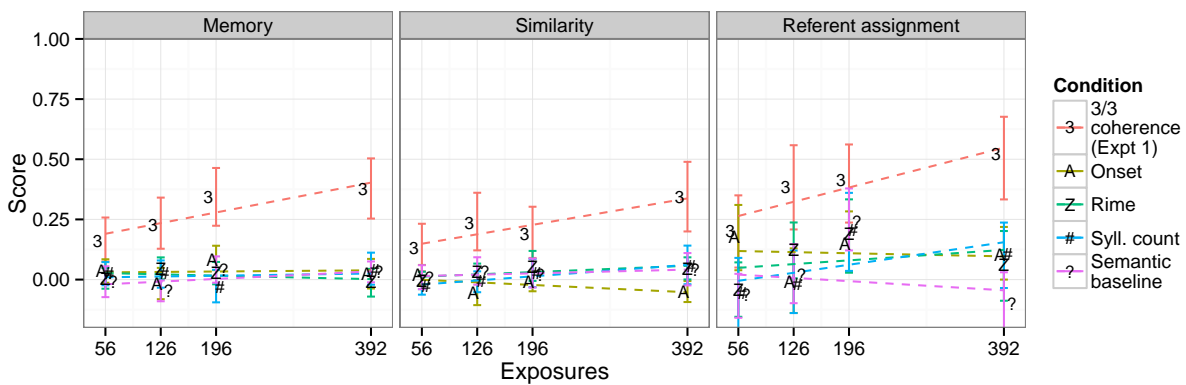 Memory
Similarity
Referent assignment
1.00
0.75
0.50
0.25
0.00
Score
56 126 196 392
56 126 196 392
56 126 196 392
Exposures
Condition
3/3
3 coherence
(Expt 1)
A Onset
Z Rime
# Syll. count
? Semantic
baseline